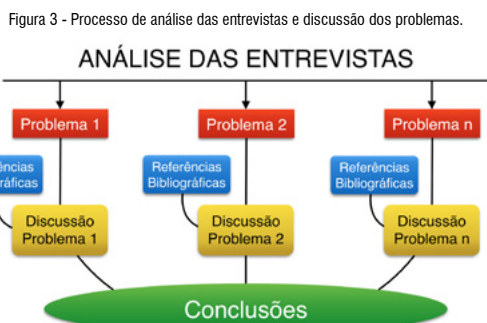 Figura 3 - Processo de análise das entrevistas e discussão dos problemas.
ANÁLISE DAS ENTREVISTAS
Problema 1
Problema 2
Problema n
Referências
Bibliográficas
Referências
Bibliográficas
Discussão
Problema 1
Discussão
Problema 2
Discussão
Problema n
Conclusões